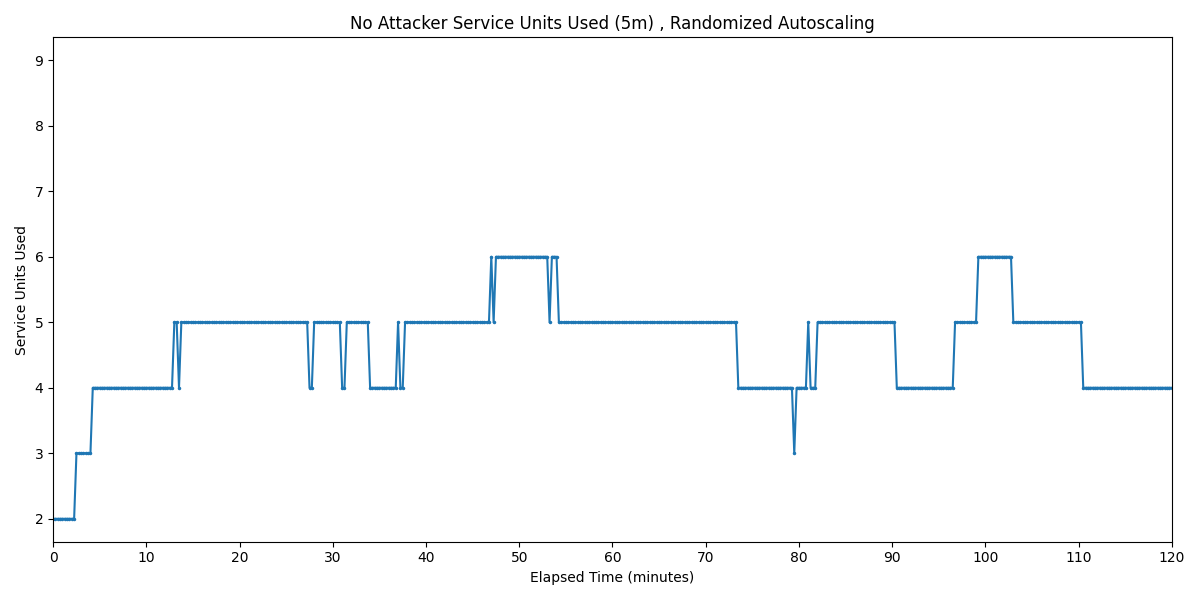 No Attacker Service Units Used (5m) , Randomized Autoscaling
9
8
7
6
5
4
3
2
Service Units Used
0 10 20 30 40 50 60 70 80 90 100 110 120
Elapsed Time (minutes)